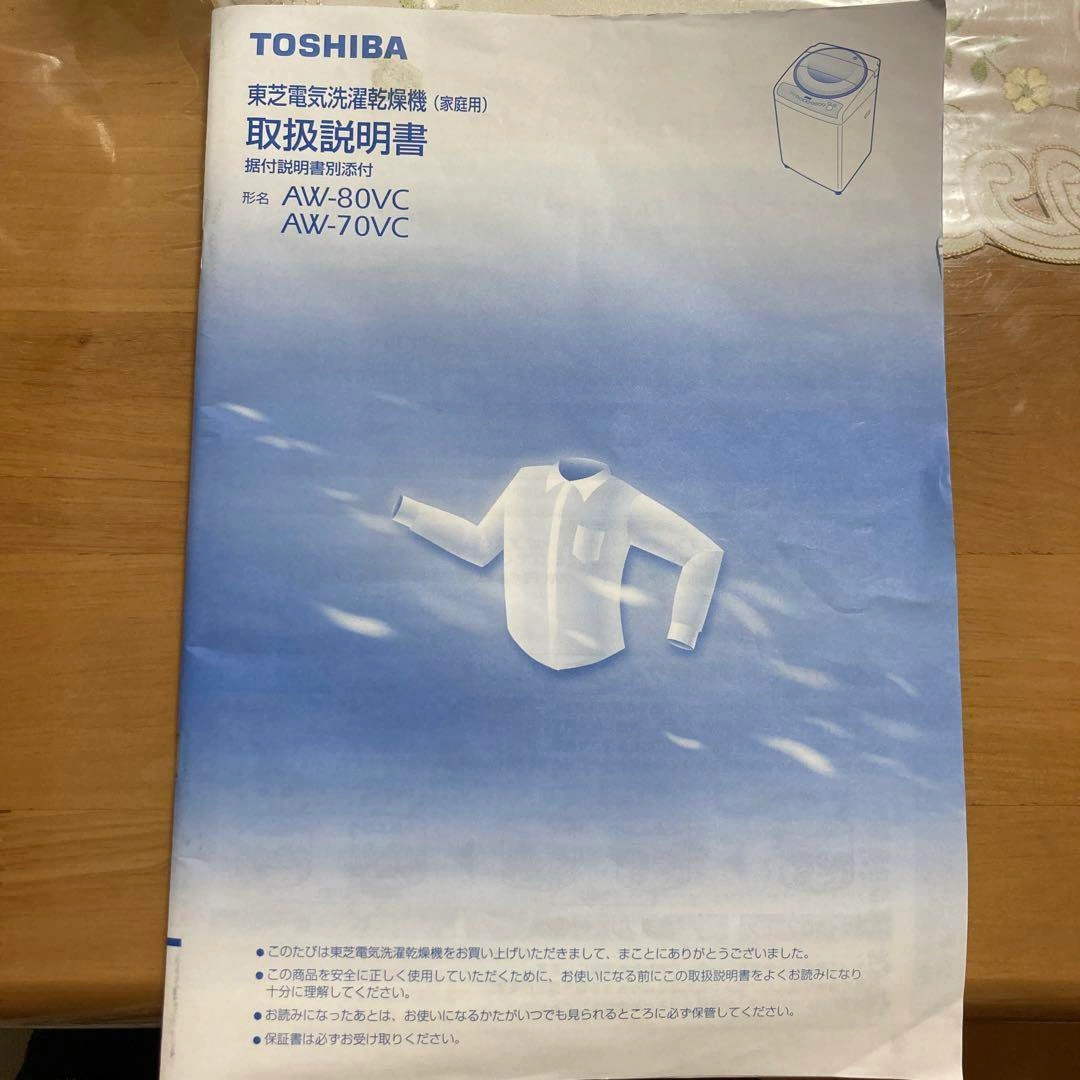 TOSHIBA
東芝電気洗濯乾燥機（家庭用）
取扱説明書
据付説明書別添付
形名 AW-80VC
AW-70VC
●このたびは東芝電気洗濯乾燥機をお買い上げいただきまして、まことにありがとうございました。
●この商品を安全に正しく使用していただくために、お使いになる前にこの取扱説明書をよくお読みになり
十分に理解してください。
●お読みになったあとは、お使いになるかたがいつでも見られるところに必ず保管してください。
●保証書は必ずお受け取りください。